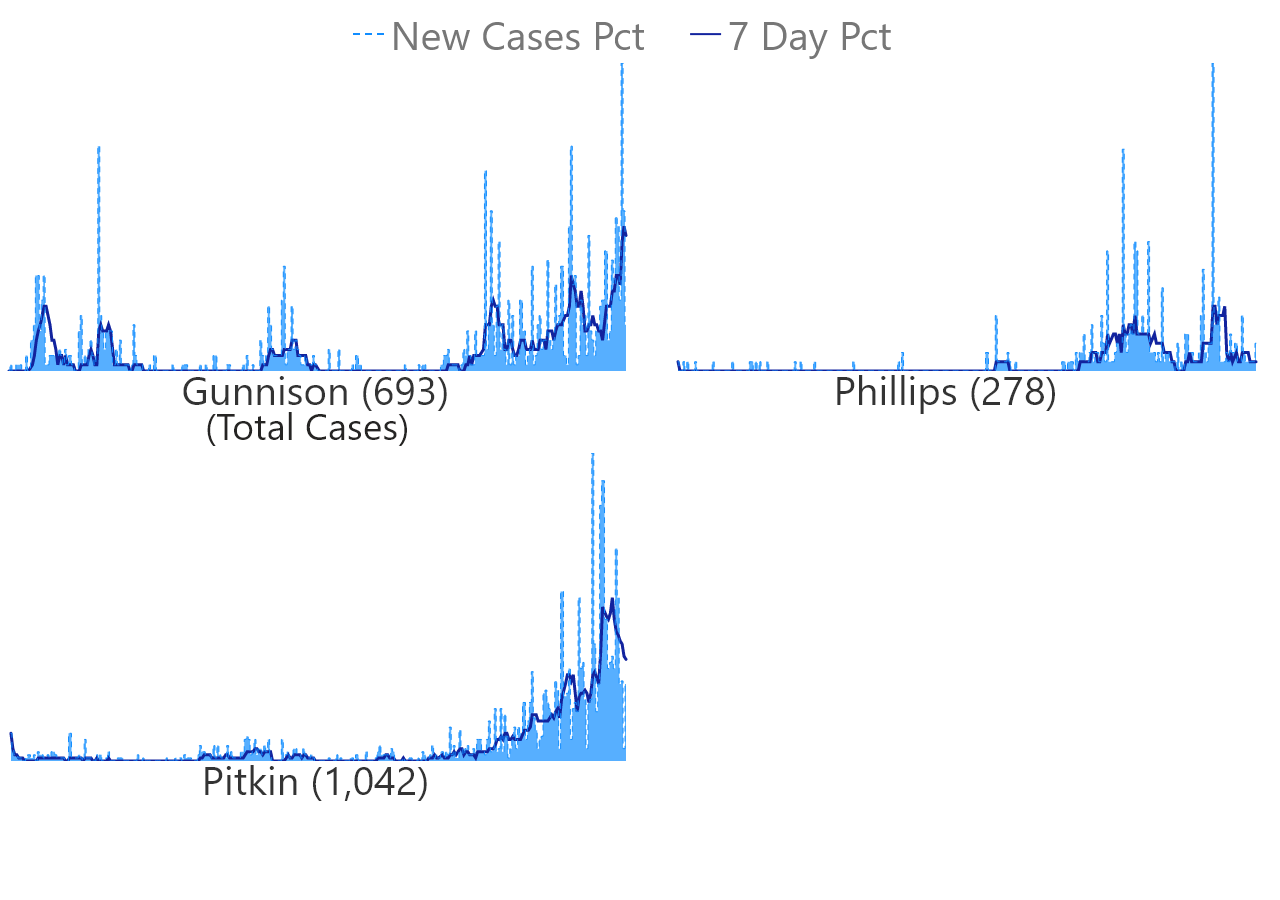 New Cases Pct 7 Day Pct
Gunnison (693)
(Total Cases)
Phillips (278)
Pitkin (1,042)